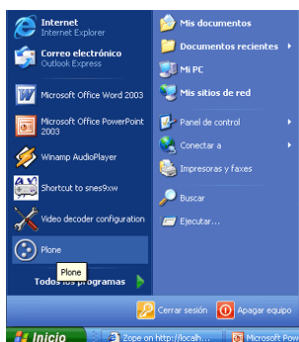 Internet
Internet Explorer
Correo electrónico
Outlook Express
Microsoft Office Word 2003
Microsoft Office PowerPoint
2003
Winamp AudioPlayer
Shortcut to snes9xw
Video decoder configuration
Plone
Plone
Todos los programas
Mis documentos
Documentos recientes
Mi PC
Mis sitios de red
Panel de control
Conectar a
Impresoras y faxes
Buscar
Ejecutar...
Cerrar sesión
Apagar equipo
Inicio
Zope on http://localh...
Microsoft Pow